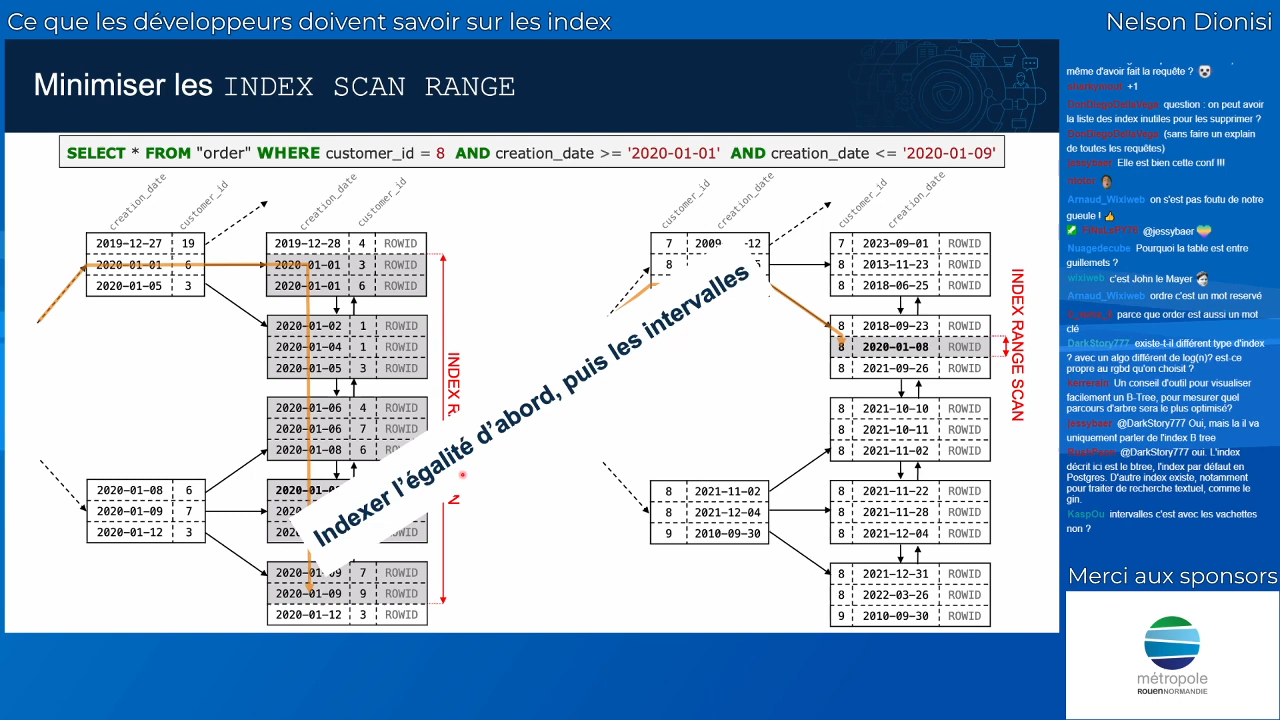 Ce que les développeurs doivent savoir sur les index
Nelson Dionisi
Minimiser les INDEX SCAN RANGE
SELECT * FROM "order" WHERE customer_id = 8 AND creation_date >= '2020-01-01' AND creation_date <= '2020-01-09'
creation_date customer_id
2019-12-27 19
2020-01-01 6
2020-01-05 3
2020-01-08 6
2020-01-09 7
2020-01-12 3
creation_date customer_id
2019-12-28 4 ROWID
2020-01-01 3 ROWID
2020-01-01 6 ROWID
2020-01-02 1 ROWID
2020-01-04 1 ROWID
2020-01-05 3 ROWID
2020-01-06 4 ROWID
2020-01-06 7 ROWID
2020-01-08 6 ROWID
2020-01-09 7 ROWID
2020-01-09 9 ROWID
2020-01-12 3 ROWID
INDEX
Indexer l'égalité d'abord, puis les intervalles
customer_id creation_date
7
8
8 2021-11-02
8 2021-12-04
9 2010-09-30
customer_id creation_date
7 2023-09-01 ROWID
8 2013-11-23 ROWID
8 2018-06-25 ROWID
8 2018-09-23 ROWID
8 2020-01-08 ROWID
8 2021-09-26 ROWID
8 2021-10-10 ROWID
8 2021-10-11 ROWID
8 2021-11-02 ROWID
8 2021-11-22 ROWID
8 2021-11-28 ROWID
8 2021-12-04 ROWID
8 2021-12-31 ROWID
8 2022-03-26 ROWID
9 2010-09-30 ROWID
INDEX RANGE SCAN
même d'avoir fait la requête ?
+1
DonDiegoDellaVega question : on peut avoir
la liste des index inutiles pour les supprimer ?
DonDiegoDellaVega (sans faire un explain
de toutes les requêtes)
jessybaer Elle est bien cette conf !!!
Arnaud_Wixiweb on s'est pas foutu de notre
gueule !
@jessybaer
Nuagedecube Pourquoi la table est entre
guillemets ?
wixiweb c'est John le Mayer
Arnaud_Wixiweb ordre c'est un mot reservé
parce que order est aussi un mot
clé
DarkStory777 existe-t-il différent type d'index
? avec un algo différent de log(n)? est-ce
propre au rgbd qu'on choisit ?
kerrerain Un conseil d'outil pour visualiser
facilement un B-Tree, pour mesurer quel
parcours d'arbre sera le plus optimisé?
jessybaer @DarkStory777 Oui, mais la il va
uniquement parler de l'index B tree
@DarkStory777 oui. L'index
décrit ici est le btree, l'index par défaut en
Postgres. D'autre index existe, notamment
pour traiter de recherche textuel, comme le
gin.
KaspOu intervalles c'est avec les vachettes
non ?
Merci aux sponsors
métropole
ROUENNORMANDIE